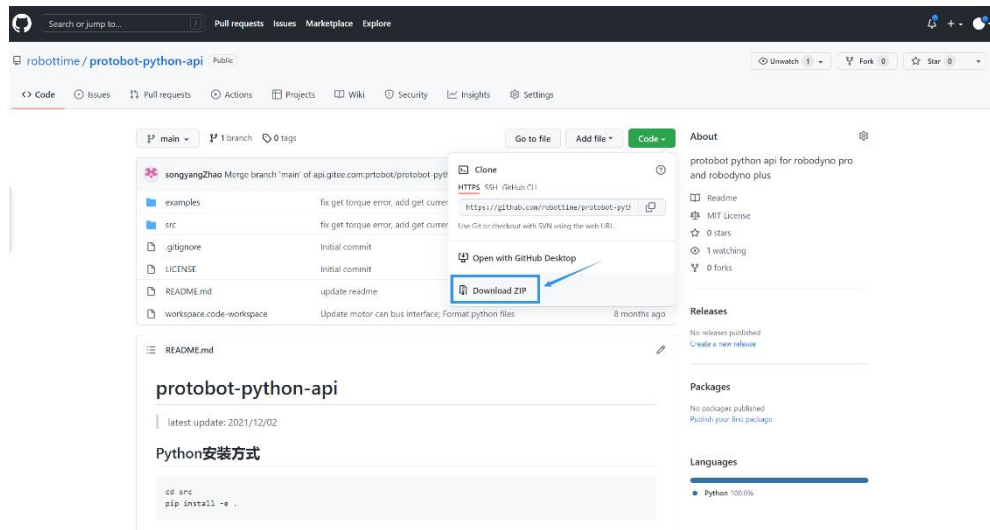 Search or jump to... /
Pull requests Issues Marketplace Explore
robottime / protobot-python-api Public
Unwatch 1 Fork 0 Star 0
Code Issues Pull requests Actions Projects Wiki Security Insights Settings
main 1 branch 0 tags Go to file Add file Code
songyangZhao Merge branch 'main' of api.gitee.com:prtobot/protobot-pyth
examples fix get torque error, add get curren
src fix get torque error, add get curren
.gitignore Initial commit
LICENSE Initial commit
README.md update readme
workspace.code-workspace Update motor can bus interface; Format python files 8 months ago
Clone
HTTPS SSH GitHub CLI
https://github.com/robottime/protobot-pytl
Use Git or checkout with SVN using the web URL.
Open with GitHub Desktop
Download ZIP
README.md
protobot-python-api
latest update: 2021/12/02
Python安装方式
cd src
pip install -e .
About
protobot python api for robodyno pro
and robodyno plus
Readme
MIT License
0 stars
1 watching
0 forks
Releases
No releases published
Create a new release
Packages
No packages published
Publish your first package
Languages
Python 100.0%